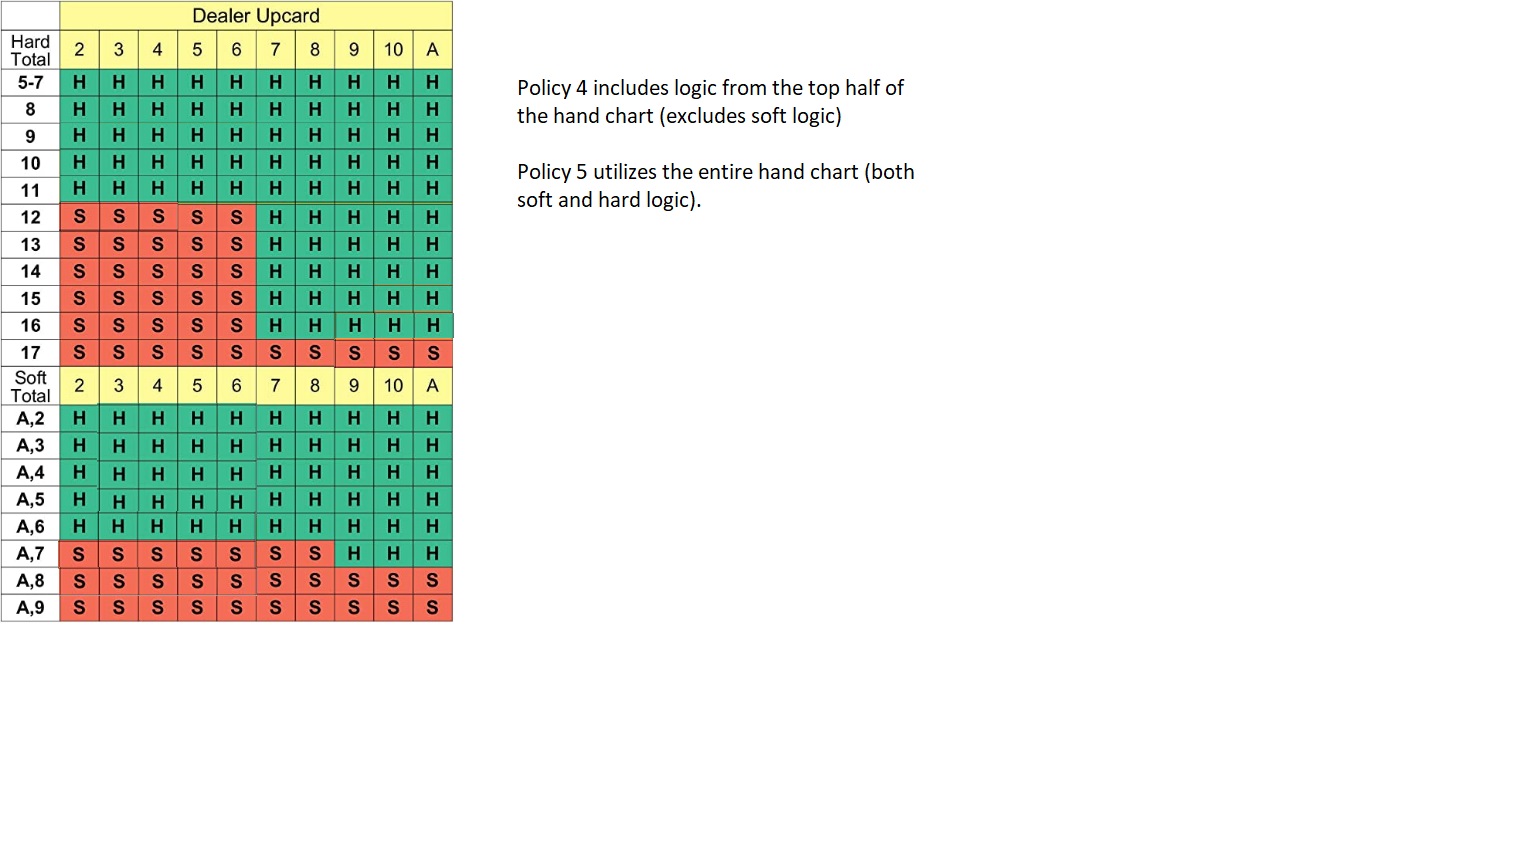 Dealer Upcard
Hard Total 2 3 4 5 6 7 8 9 10 A
5-7 H H H H H H H H H H
8 H H H H H H H H H H
9 H H H H H H H H H H
10 H H H H H H H H H H
11 H H H H H H H H H H
12 S S S S S H H H H H
13 S S S S S H H H H H
14 S S S S S H H H H H
15 S S S S S H H H H H
16 S S S S S H H H H H
17 S S S S S S S S S S
Soft Total 2 3 4 5 6 7 8 9 10 A
A,2 H H H H H H H H H H
A,3 H H H H H H H H H H
A,4 H H H H H H H H H H
A,5 H H H H H H H H H H
A,6 H H H H H H H H H H
A,7 S S S S S S S H H H
A,8 S S S S S S S S S S
A,9 S S S S S S S S S S
Policy 4 includes logic from the top half of
the hand chart (excludes soft logic)
Policy 5 utilizes the entire hand chart (both
soft and hard logic).